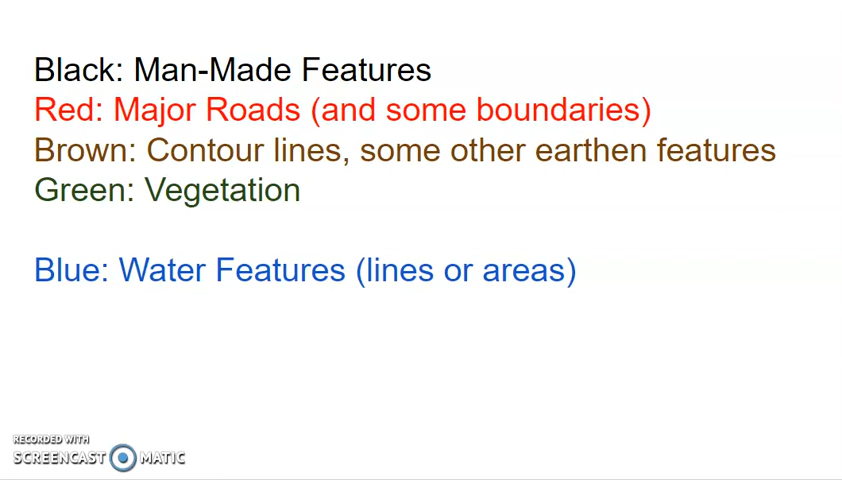 Black: Man-Made Features
Red: Major Roads (and some boundaries)
Brown: Contour lines, some other earthen features
Green: Vegetation
Blue: Water Features (lines or areas)
RECORDED WITH
SCREENCAST MATIC